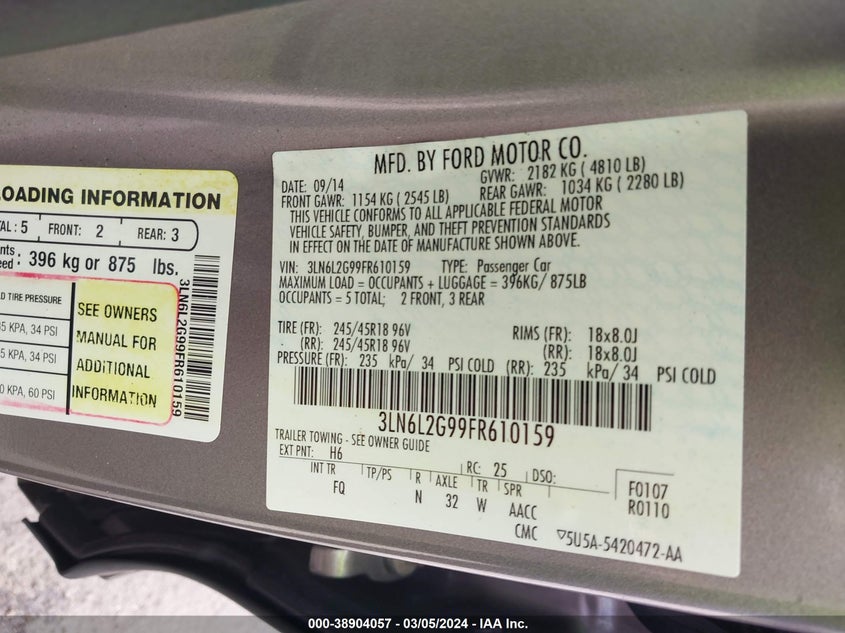 LOADING INFORMATION
TAL: 5 FRONT: 2 REAR: 3
396 kg or 875 lbs.
TIRE PRESSURE
KPA, 34 PSI
5 KPA, 34 PSI
0 KPA, 60 PSI
SEE OWNERS
MANUAL FOR
ADDITIONAL
INFORMATION
3LN6L2G99FR610159
MFD. BY FORD MOTOR CO.
DATE: 09/14 GVWR: 2182 KG ( 4810 LB)
FRONT GAWR: 1154 KG ( 2545 LB) REAR GAWR: 1034 KG ( 2280 LB)
THIS VEHICLE CONFORMS TO ALL APPLICABLE FEDERAL MOTOR
VEHICLE SAFETY, BUMPER, AND THEFT PREVENTION STANDARDS
IN EFFECT ON THE DATE OF MANUFACTURE SHOWN ABOVE.
VIN: 3LN6L2G99FR610159 TYPE: Passenger Car
MAXIMUM LOAD = OCCUPANTS + LUGGAGE = 396KG/ 875LB
OCCUPANTS = 5 TOTAL; 2 FRONT, 3 REAR
TIRE (FR): 245/45R18 96V RIMS (FR): 18x8.0J
(RR): 245/45R18 96V (RR): 18x8.0J
PRESSURE (FR): 235 kPa/ 34 PSI COLD (RR): 235 kPa/ 34 PSI COLD
3LN6L2G99FR610159
TRAILER TOWING - SEE OWNER GUIDE
EXT PNT: H6 RC: 25 DSO:
INT TR TP/PS R AXLE TR SPR F0107
FQ N 32 W AACC R0110
CMC ▽5U5A-5420472-AA
000-38904057 - 03/05/2024 - IAA Inc.